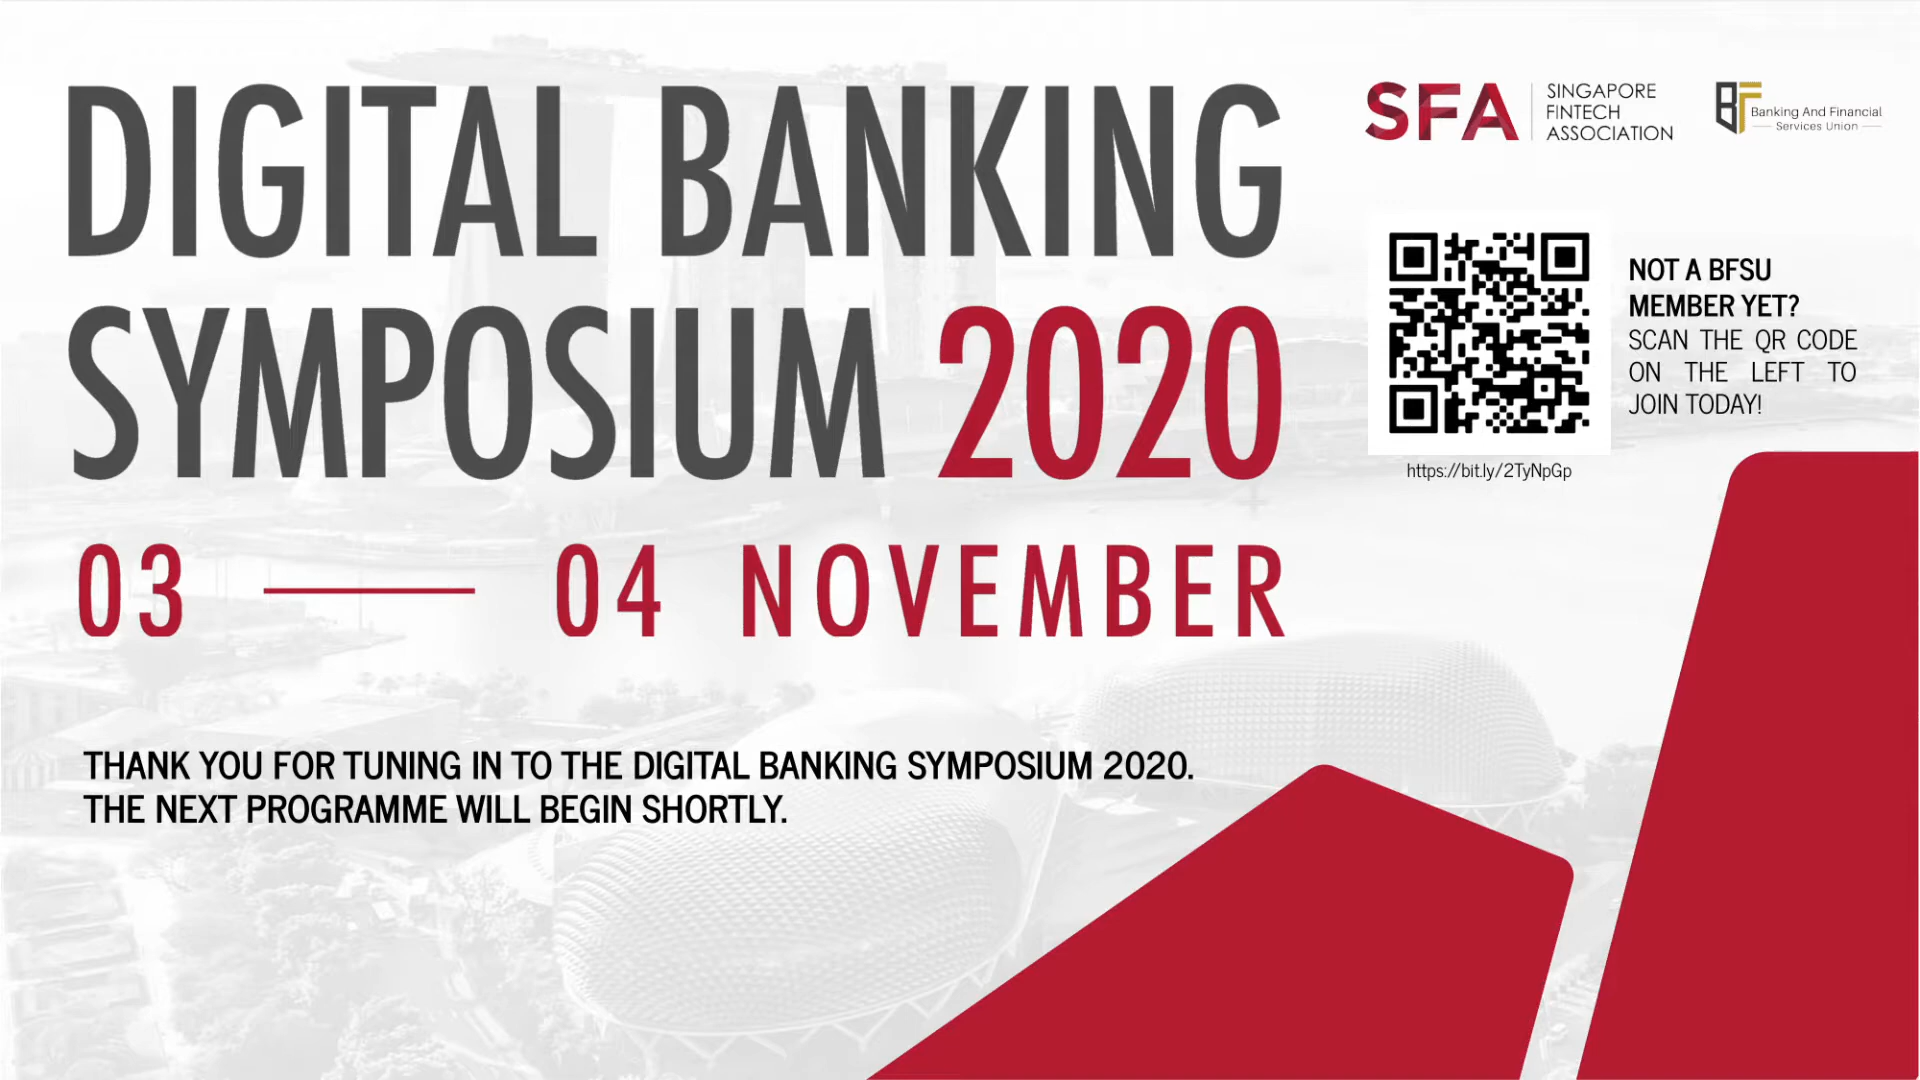 DIGITAL BANKING
SYMPOSIUM 2020
03 — 04 NOVEMBER
THANK YOU FOR TUNING IN TO THE DIGITAL BANKING SYMPOSIUM 2020.
THE NEXT PROGRAMME WILL BEGIN SHORTLY.
SFA
SINGAPORE
FINTECH
ASSOCIATION
BF
Banking And Financial
Services Union
NOT A BFSU
MEMBER YET?
SCAN THE QR CODE
ON THE LEFT TO
JOIN TODAY!
https://bit.ly/2TyNpGp